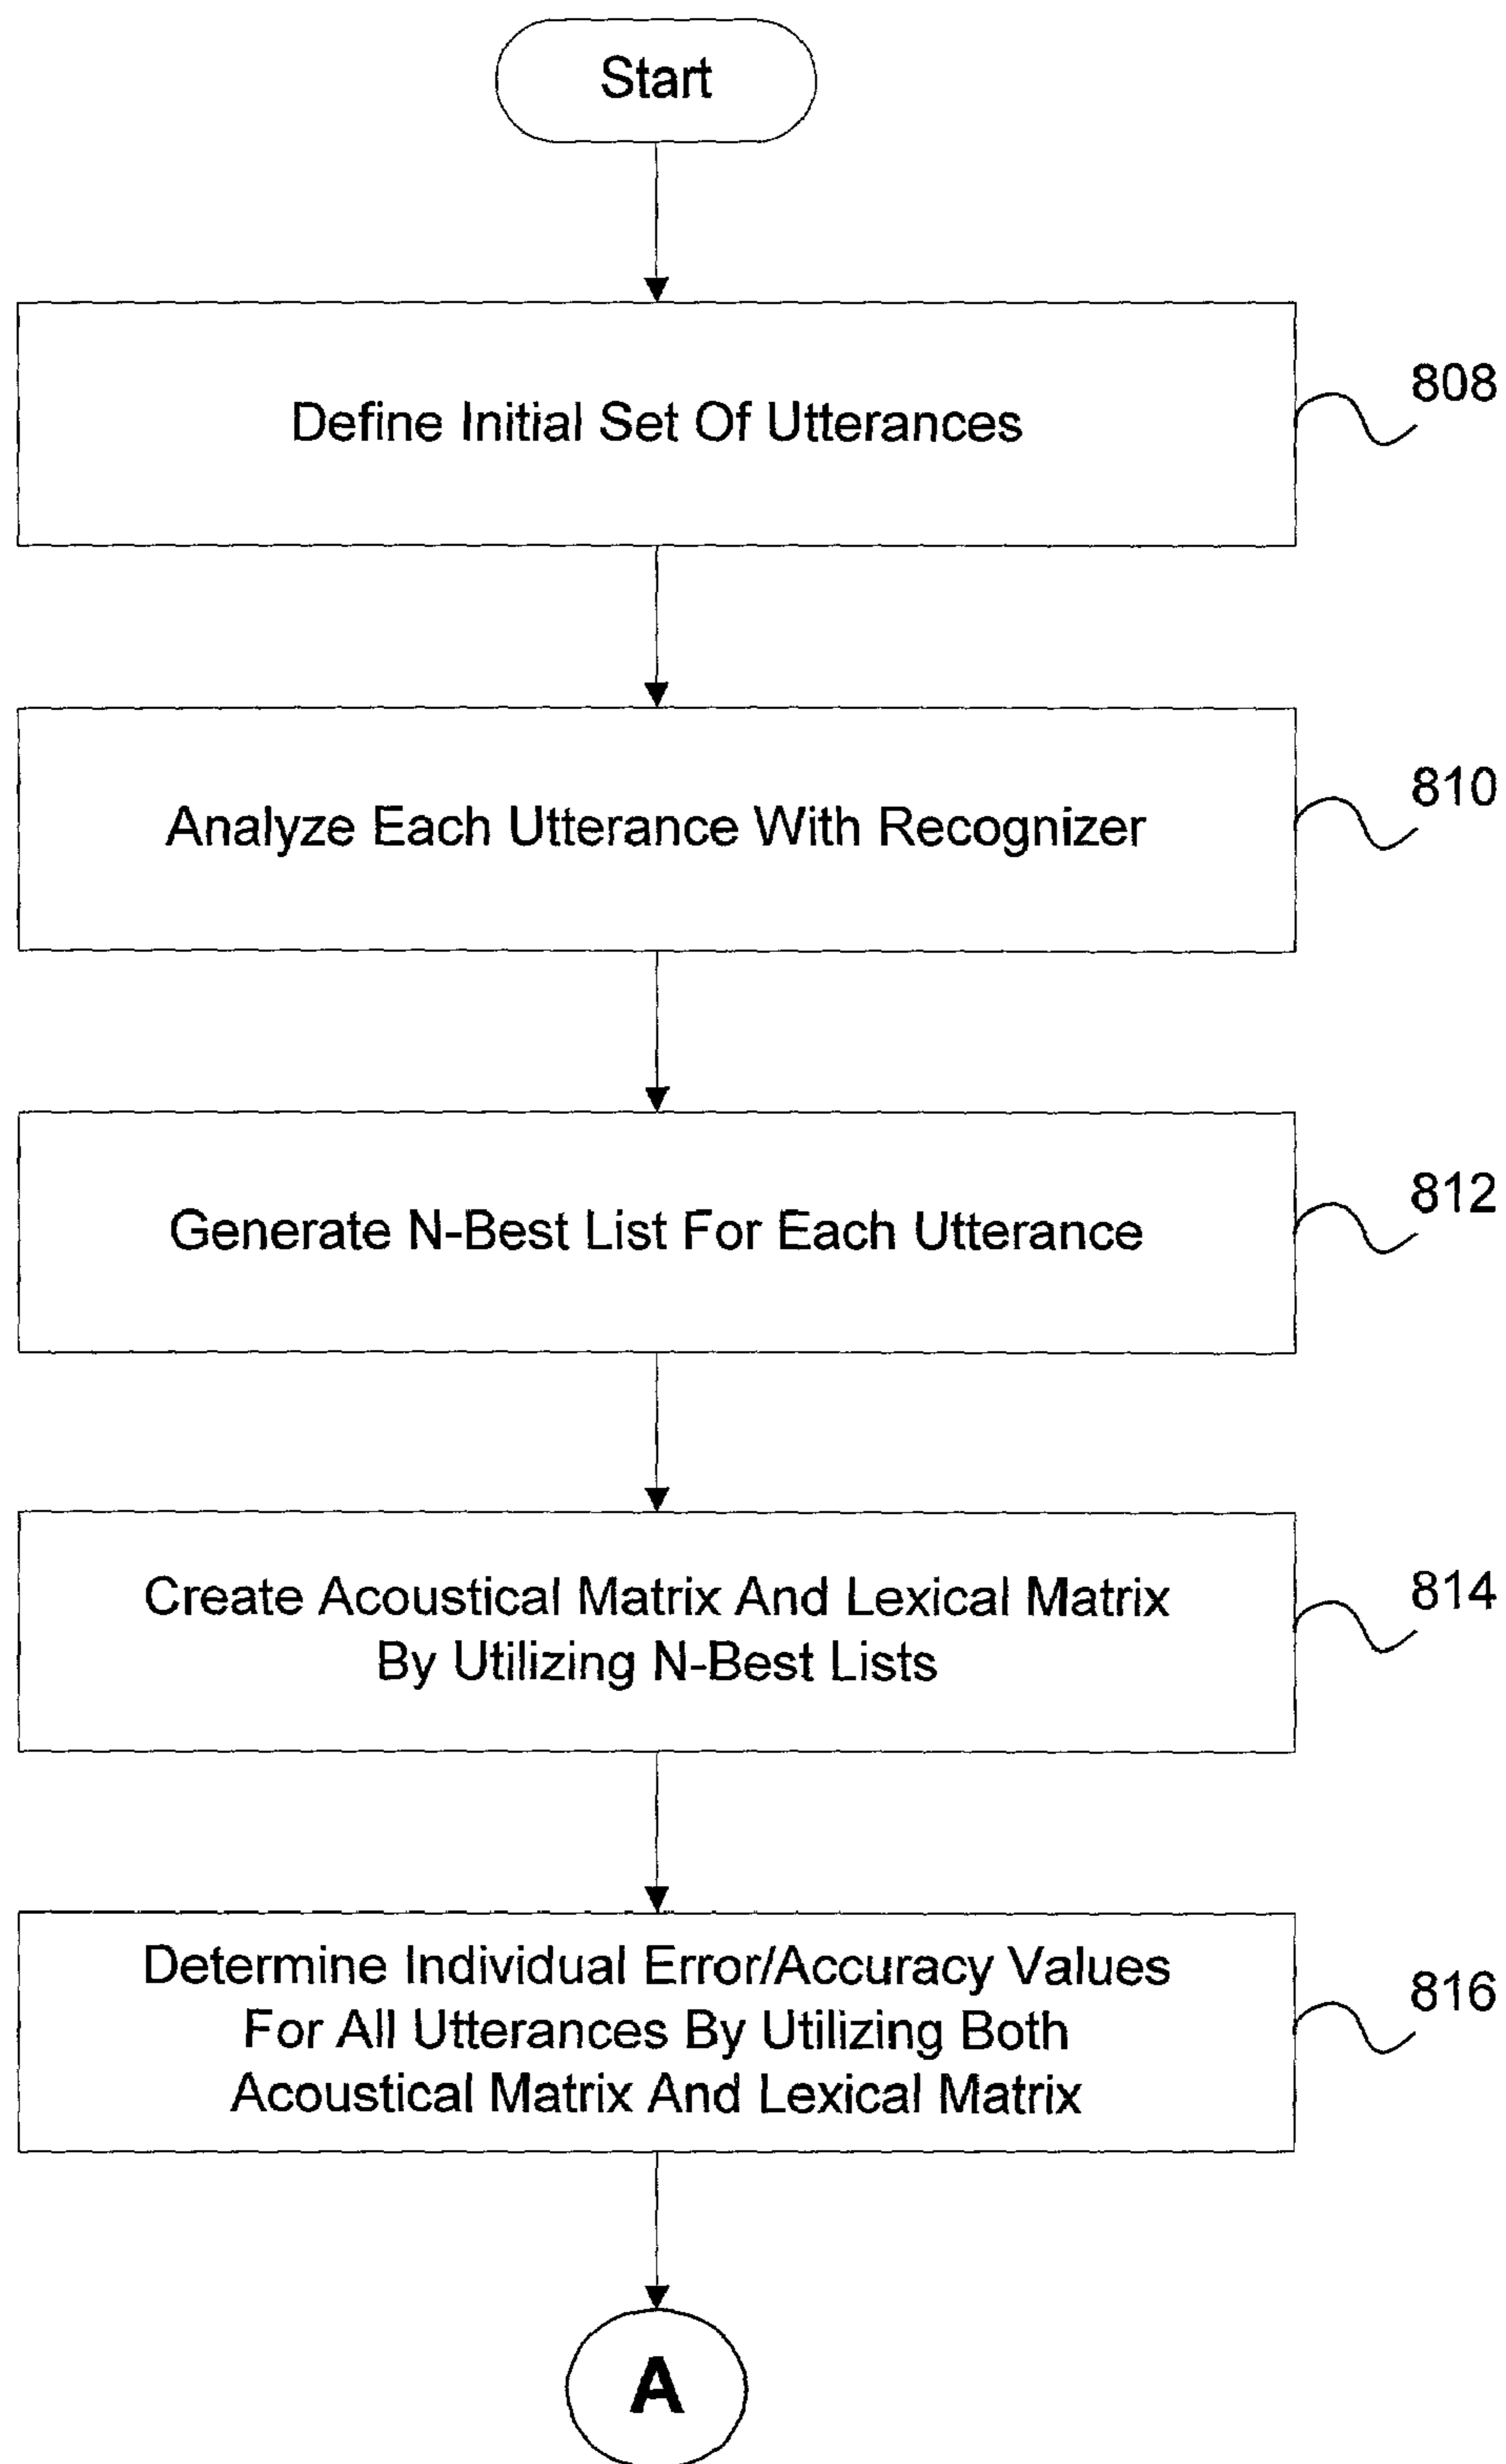 Start
Define Initial Set Of Utterances
808
Analyze Each Utterance With Recognizer
810
Generate N-Best List For Each Utterance
812
Create Acoustical Matrix And Lexical Matrix
By Utilizing N-Best Lists
814
Determine Individual Error/Accuracy Values
For All Utterances By Utilizing Both
Acoustical Matrix And Lexical Matrix
816
A